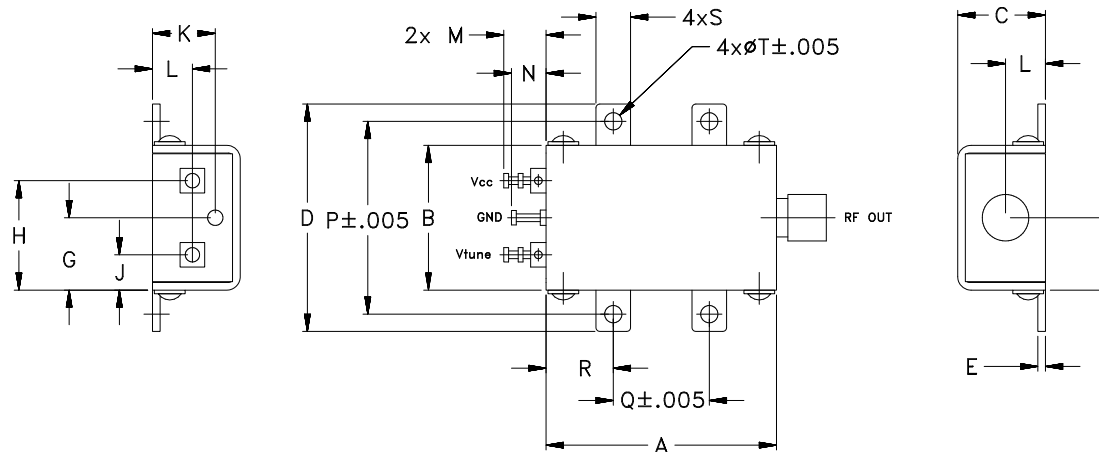 K
L
H
G
J
2x M
N
4xS
4xøT±.005
D
P±.005
B
Vcc
GND
Vtune
RF OUT
R
Q±.005
A
C
L
E